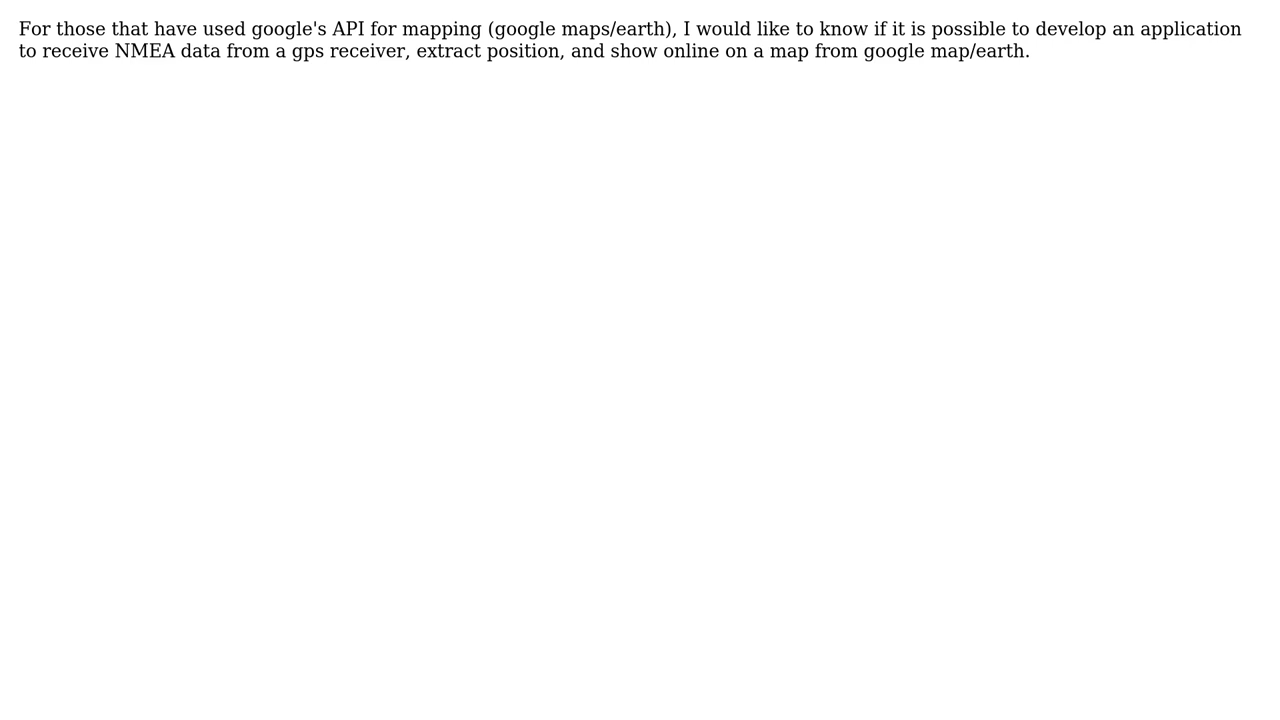 For those that have used google's API for mapping (google maps/earth), I would like to know if it is possible to develop an application
to receive NMEA data from a gps receiver, extract position, and show online on a map from google map/earth.